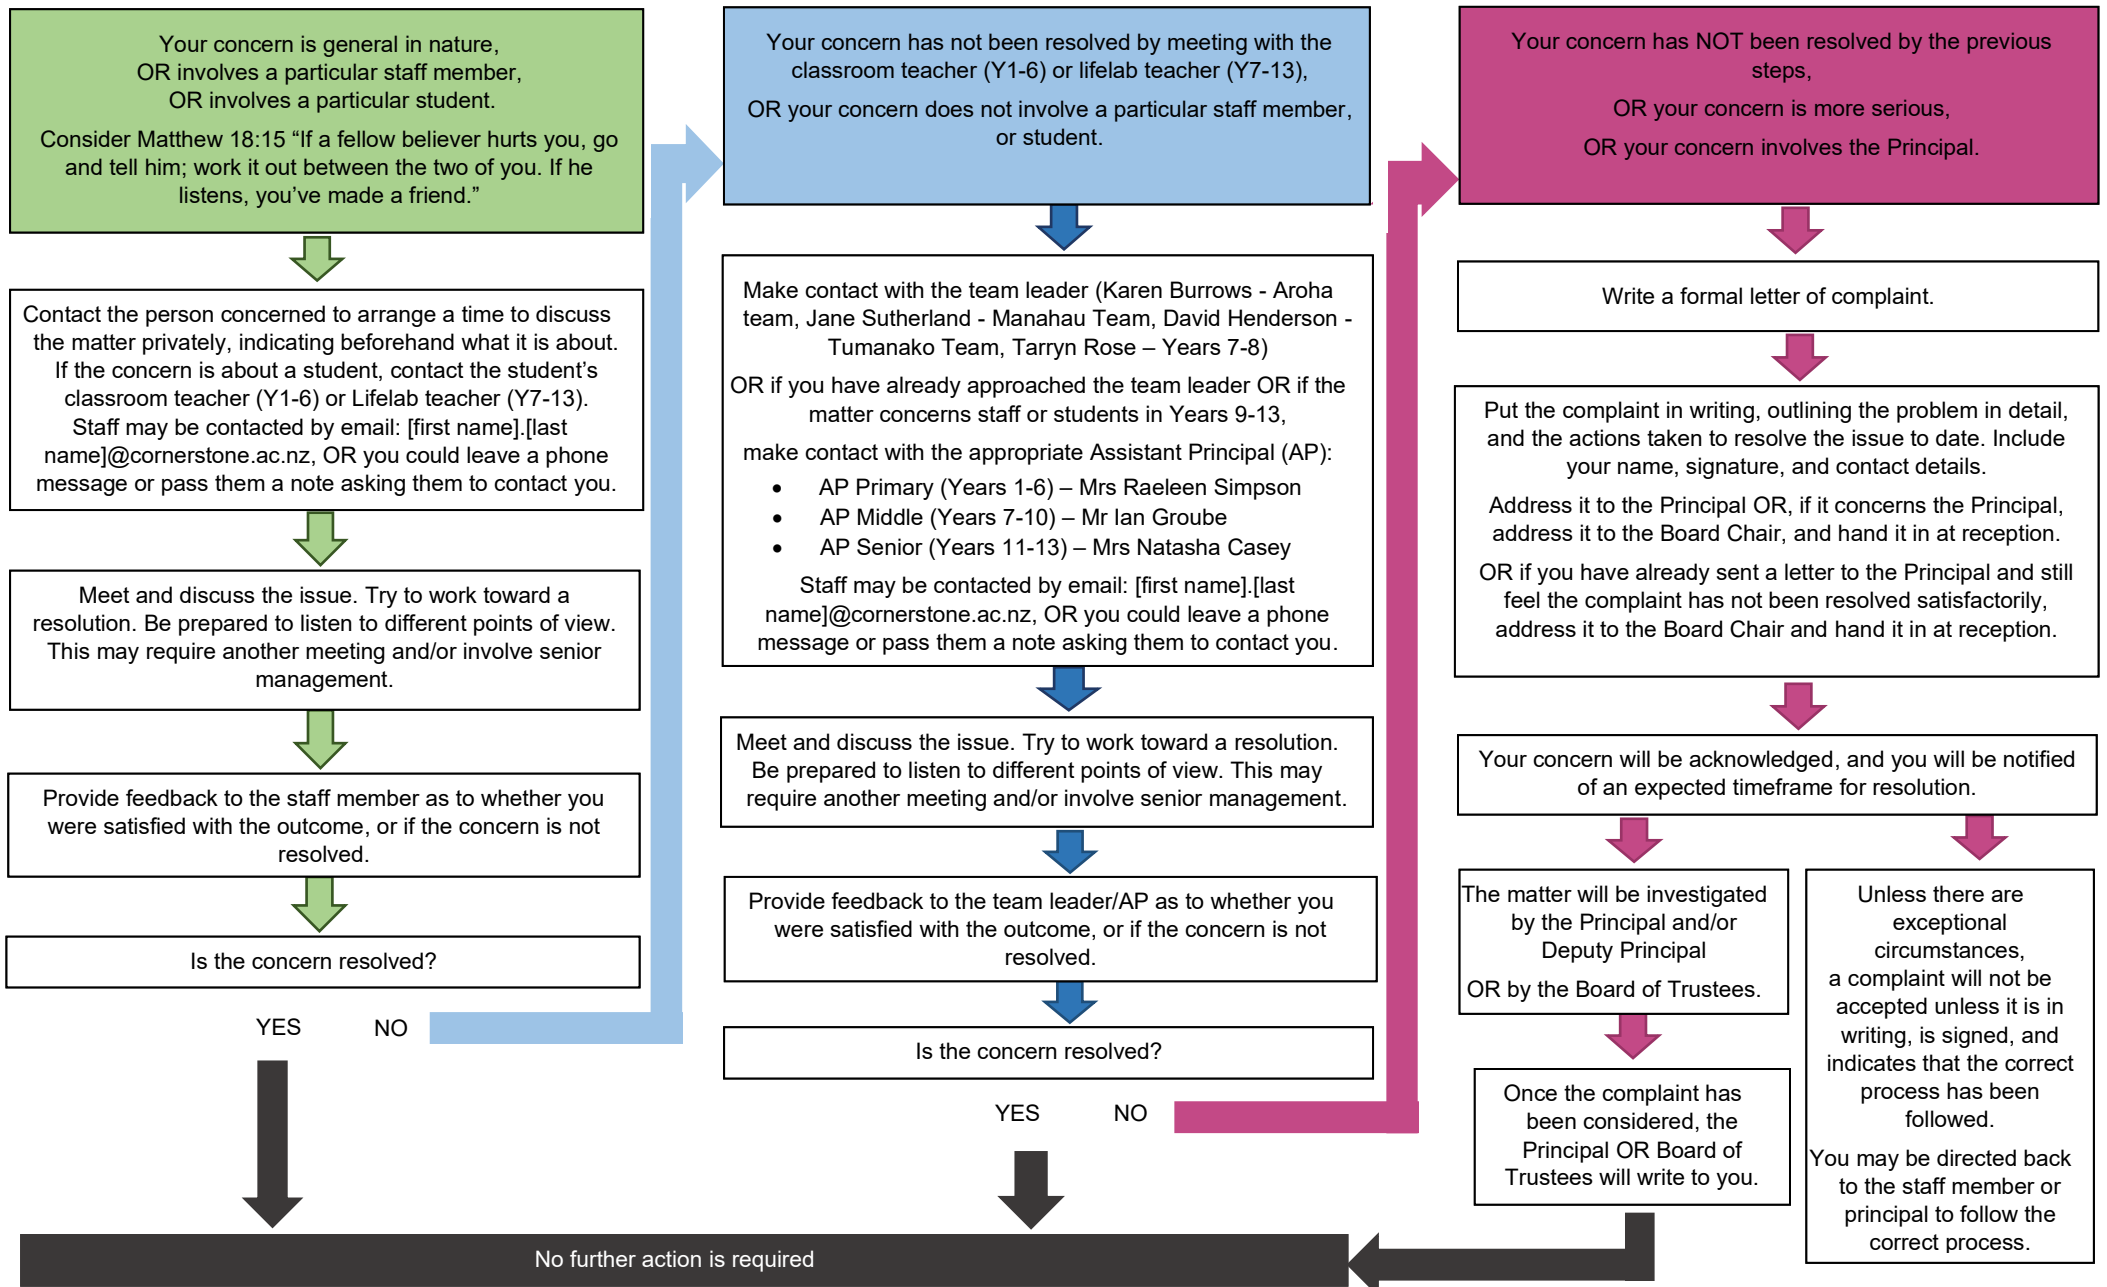 Your concern is general in nature,
OR involves a particular staff member,
OR involves a particular student.
Consider Matthew 18:15 “If a fellow believer hurts you, go
and tell him; work it out between the two of you. If he
listens, you’ve made a friend.”
Contact the person concerned to arrange a time to discuss
the matter privately, indicating beforehand what it is about.
If the concern is about a student, contact the student’s
classroom teacher (Y1-6) or Lifelab teacher (Y7-13).
Staff may be contacted by email: [first name].[last
name]@cornerstone.ac.nz, OR you could leave a phone
message or pass them a note asking them to contact you.
Meet and discuss the issue. Try to work toward a
resolution. Be prepared to listen to different points of view.
This may require another meeting and/or involve senior
management.
Provide feedback to the staff member as to whether you
were satisfied with the outcome, or if the concern is not
resolved.
Is the concern resolved?
YES NO
Your concern has not been resolved by meeting with the
classroom teacher (Y1-6) or lifelab teacher (Y7-13),
OR your concern does not involve a particular staff member,
or student.
Make contact with the team leader (Karen Burrows - Aroha
team, Jane Sutherland - Manahau Team, David Henderson -
Tumanako Team, Tarryn Rose – Years 7-8)
OR if you have already approached the team leader OR if the
matter concerns staff or students in Years 9-13,
make contact with the appropriate Assistant Principal (AP):
• AP Primary (Years 1-6) – Mrs Raeleen Simpson
• AP Middle (Years 7-10) – Mr Ian Groube
• AP Senior (Years 11-13) – Mrs Natasha Casey
Staff may be contacted by email: [first name].[last
name]@cornerstone.ac.nz, OR you could leave a phone
message or pass them a note asking them to contact you.
Meet and discuss the issue. Try to work toward a resolution.
Be prepared to listen to different points of view. This may
require another meeting and/or involve senior management.
Provide feedback to the team leader/AP as to whether you
were satisfied with the outcome, or if the concern is not
resolved.
Is the concern resolved?
YES NO
Your concern has NOT been resolved by the previous
steps,
OR your concern is more serious,
OR your concern involves the Principal.
Write a formal letter of complaint.
Put the complaint in writing, outlining the problem in detail,
and the actions taken to resolve the issue to date. Include
your name, signature, and contact details.
Address it to the Principal OR, if it concerns the Principal,
address it to the Board Chair, and hand it in at reception.
OR if you have already sent a letter to the Principal and still
feel the complaint has not been resolved satisfactorily,
address it to the Board Chair and hand it in at reception.
Your concern will be acknowledged, and you will be notified
of an expected timeframe for resolution.
The matter will be investigated
by the Principal and/or
Deputy Principal
OR by the Board of Trustees.
Once the complaint has
been considered, the
Principal OR Board of
Trustees will write to you.
Unless there are
exceptional
circumstances,
a complaint will not be
accepted unless it is in
writing, is signed, and
indicates that the correct
process has been
followed.
You may be directed back
to the staff member or
principal to follow the
correct process.
No further action is required